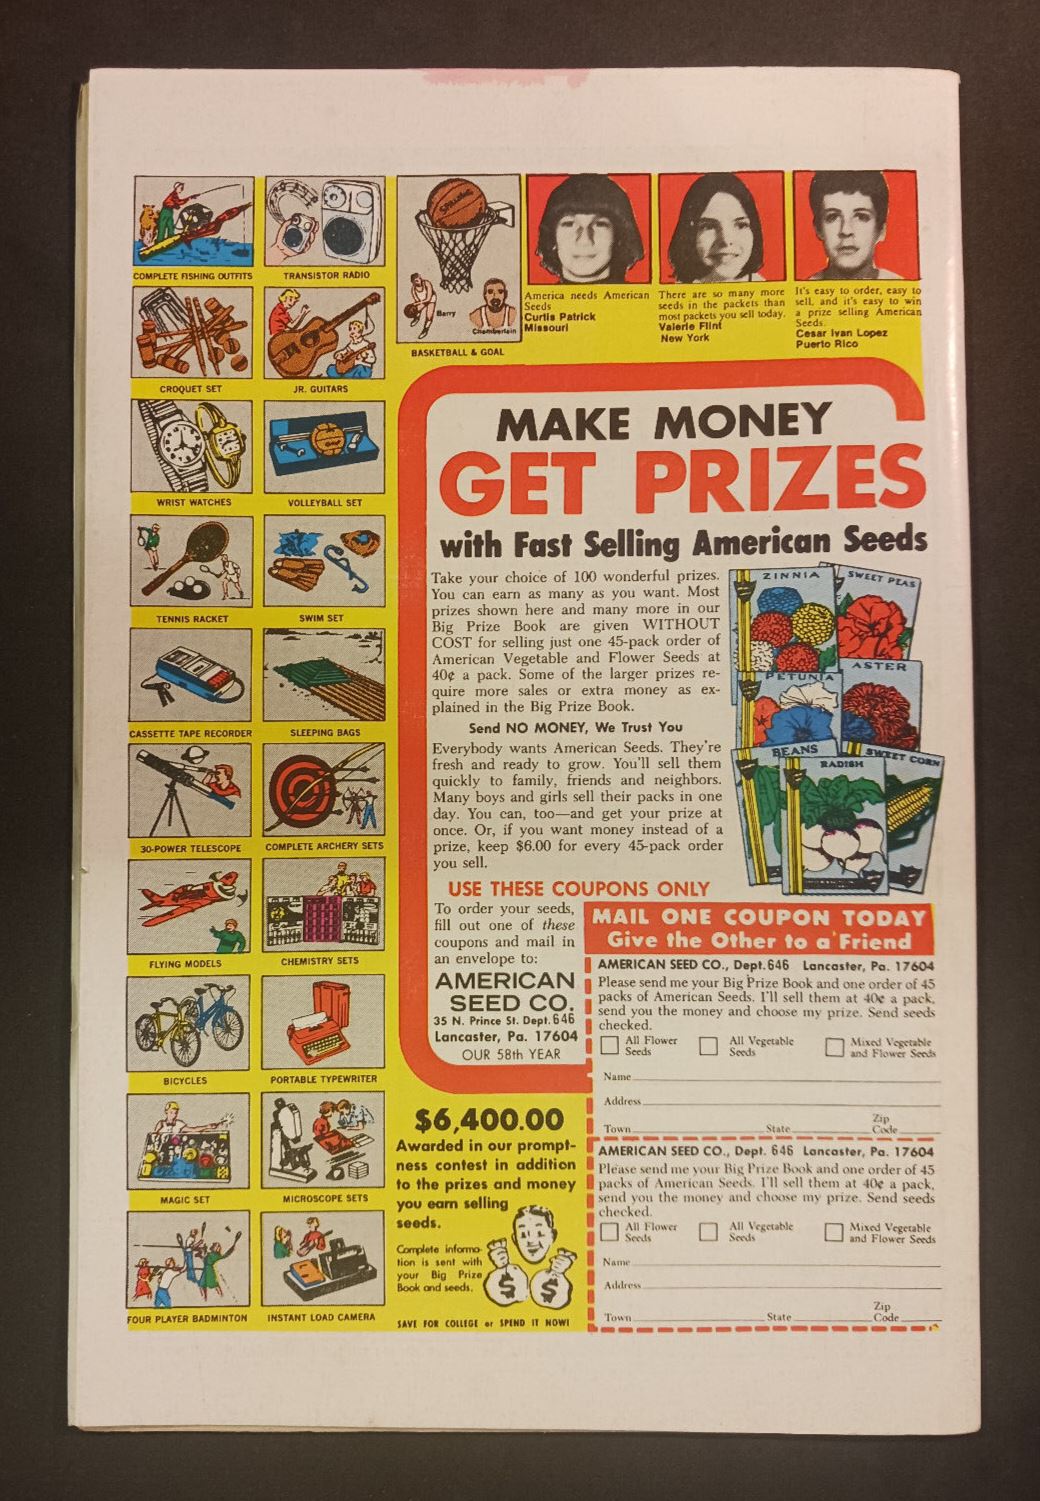 COMPLETE FISHING OUTFITS
TRANSISTOR RADIO
SPALDING
Barry
Chamberlain
BASKETBALL & GOAL
America needs American
Seeds
Curtis Patrick
Missouri
There are so many more
seeds in the packets than
most packets you sell today.
Valerie Flint
New York
It's easy to order, easy to
sell, and it's easy to win
a prize selling American
Seeds.
Cesar Ivan Lopez
Puerto Rico
CROQUET SET
JR. GUITARS
WRIST WATCHES
VOLLEYBALL SET
TENNIS RACKET
SWIM SET
CASSETTE TAPE RECORDER
SLEEPING BAGS
30-POWER TELESCOPE
COMPLETE ARCHERY SETS
FLYING MODELS
CHEMISTRY SETS
BICYCLES
PORTABLE TYPEWRITER
MAGIC SET
MICROSCOPE SETS
FOUR PLAYER BADMINTON
INSTANT LOAD CAMERA
MAKE MONEY
GET PRIZES
with Fast Selling American Seeds
Take your choice of 100 wonderful prizes.
You can earn as many as you want. Most
prizes shown here and many more in our
Big Prize Book are given WITHOUT
COST for selling just one 45-pack order of
American Vegetable and Flower Seeds at
40¢ a pack. Some of the larger prizes re-
quire more sales or extra money as ex-
plained in the Big Prize Book.
Send NO MONEY, We Trust You
Everybody wants American Seeds. They're
fresh and ready to grow. You'll sell them
quickly to family, friends and neighbors.
Many boys and girls sell their packs in one
day. You can, too—and get your prize at
once. Or, if you want money instead of a
prize, keep $6.00 for every 45-pack order
you sell.
ZINNIA
SWEET PEAS
ASTER
PETUNIA
BEANS
SWEET CORN
RADISH
USE THESE COUPONS ONLY
To order your seeds,
fill out one of these
coupons and mail in
an envelope to:
AMERICAN
SEED CO.
35 N. Prince St. Dept. 646
Lancaster, Pa. 17604
OUR 58th YEAR
$6,400.00
Awarded in our prompt-
ness contest in addition
to the prizes and money
you earn selling
seeds.
Complete informa-
tion is sent with
your Big Prize
Book and seeds.
$ $
SAVE FOR COLLEGE or SPEND IT NOW!
MAIL ONE COUPON TODAY
Give the Other to a Friend
AMERICAN SEED CO., Dept. 646 Lancaster, Pa. 17604
Please send me your Big Prize Book and one order of 45
packs of American Seeds. I'll sell them at 40¢ a pack,
send you the money and choose my prize. Send seeds
checked.
All Flower
Seeds
All Vegetable
Seeds
Mixed Vegetable
and Flower Seeds
Name
Address
Town State Zip
Code
AMERICAN SEED CO., Dept. 646 Lancaster, Pa. 17604
Please send me your Big Prize Book and one order of 45
packs of American Seeds. I'll sell them at 40¢ a pack,
send you the money and choose my prize. Send seeds
checked.
All Flower
Seeds
All Vegetable
Seeds
Mixed Vegetable
and Flower Seeds
Name
Address
Town State Zip
Code